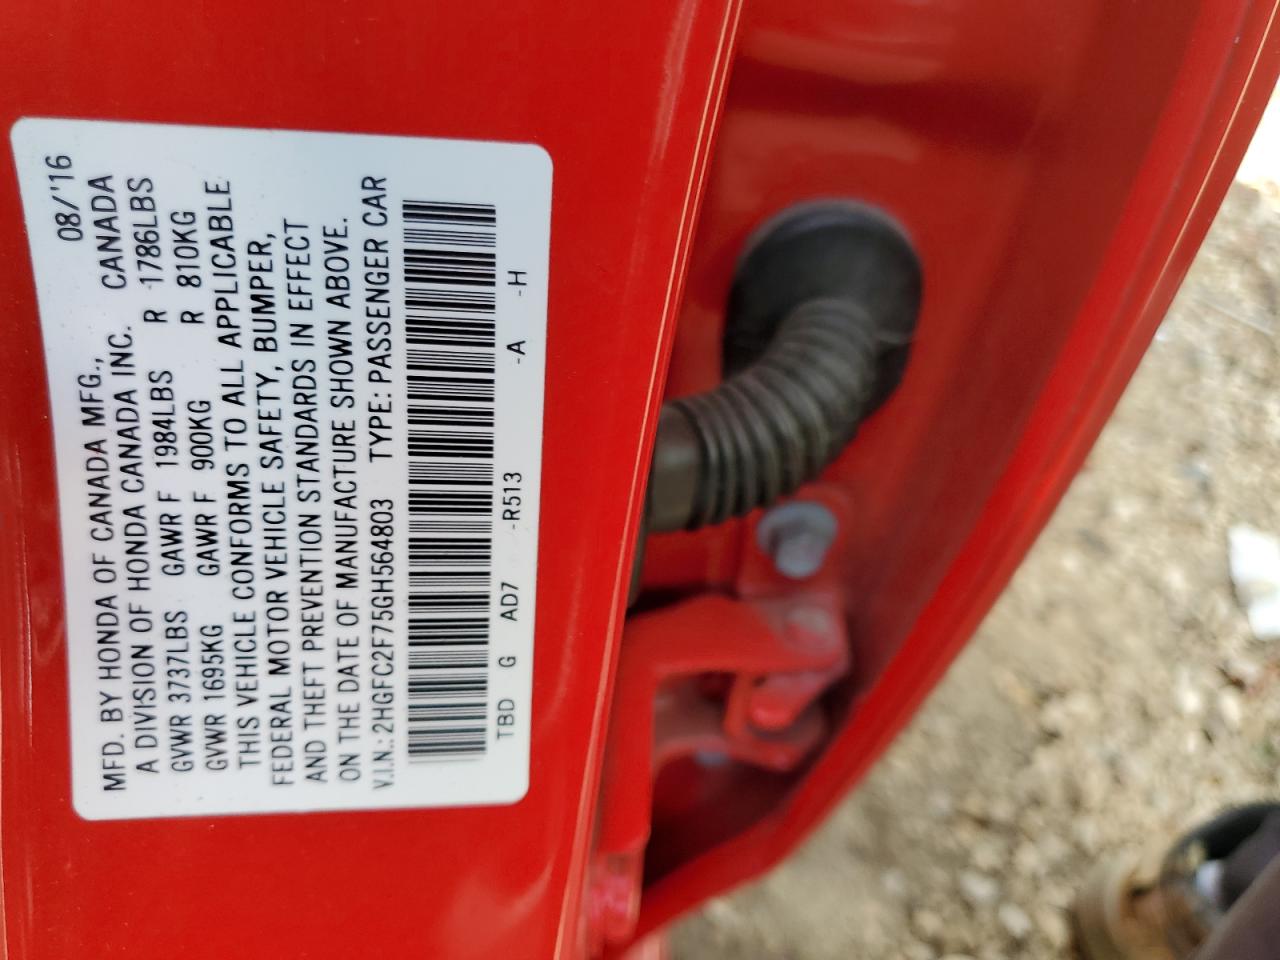 08/'16
MFD. BY HONDA OF CANADA MFG.,
A DIVISION OF HONDA CANADA INC. CANADA
GVWR 3737LBS GAWR F 1984LBS R 1786LBS
GVWR 1695KG GAWR F 900KG R 810KG
THIS VEHICLE CONFORMS TO ALL APPLICABLE
FEDERAL MOTOR VEHICLE SAFETY, BUMPER,
AND THEFT PREVENTION STANDARDS IN EFFECT
ON THE DATE OF MANUFACTURE SHOWN ABOVE.
V.I.N.: 2HGFC2F75GH564803 TYPE: PASSENGER CAR
TBD G AD7 -R513 -A -H